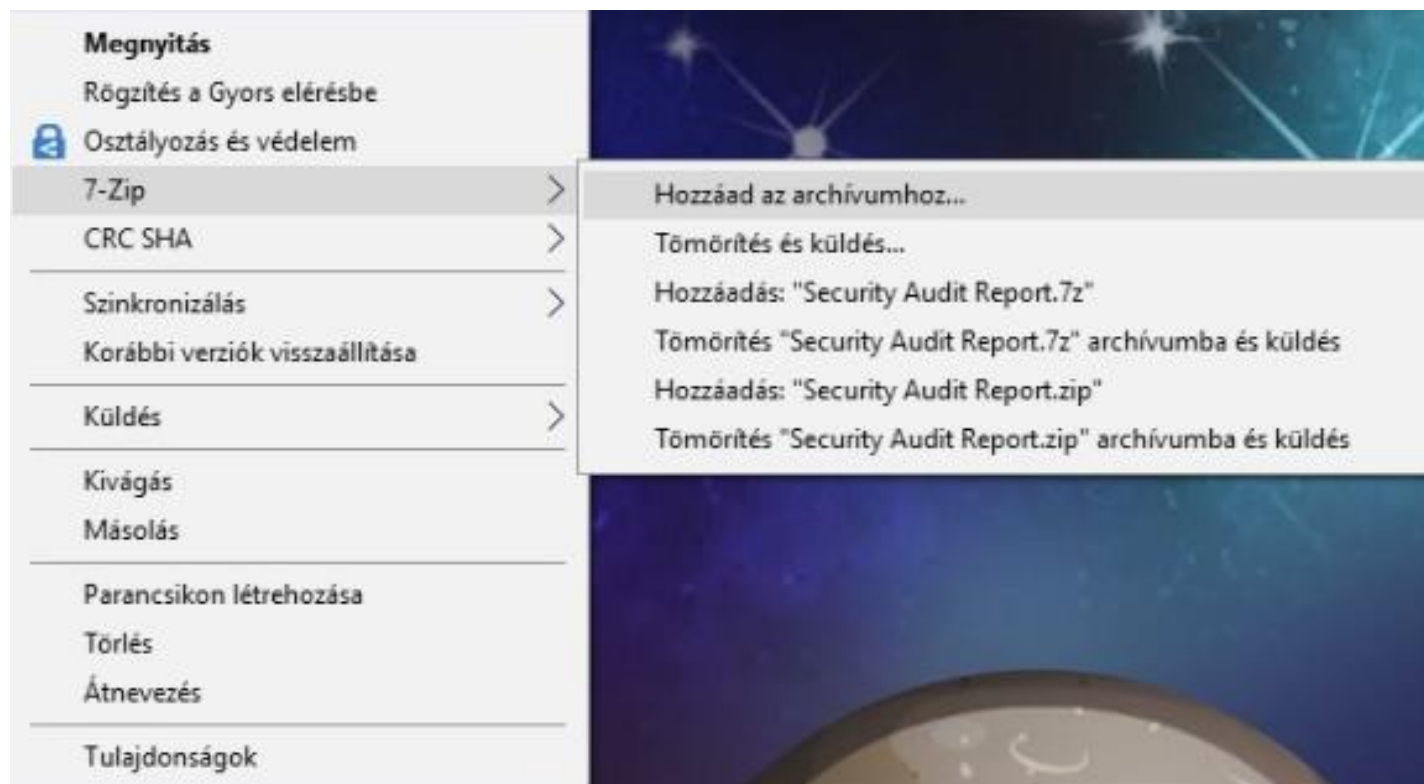 Megnyitás
Rögzítés a Gyors elérésbe
Osztályozás és védelem
7-Zip
CRC SHA
Szinkronizálás
Korábbi verziók visszaállítása
Küldés
Kivágás
Másolás
Parancsikon létrehozása
Törlés
Átnevezés
Tulajdonságok
Hozzáad az archívumhoz...
Tömörítés és küldés...
Hozzáadás: "Security Audit Report.7z"
Tömörítés "Security Audit Report.7z" archívumba és küldés
Hozzáadás: "Security Audit Report.zip"
Tömörítés "Security Audit Report.zip" archívumba és küldés